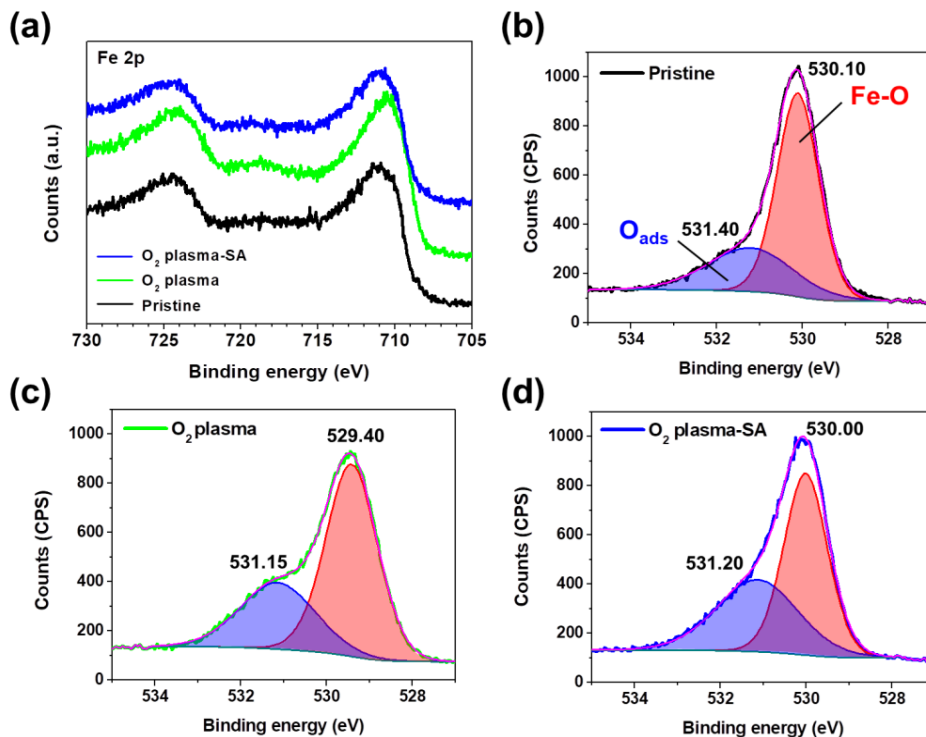 (a)
Fe 2p
Counts (a.u.)
O₂ plasma-SA
O₂ plasma
Pristine
730 725 720 715 710 705
Binding energy (eV)
(b)
Pristine
530.10
Fe-O
O_ads
531.40
Counts (CPS)
1000
800
600
400
200
0
534 532 530 528
Binding energy (eV)
(c)
O₂ plasma
529.40
531.15
Counts (CPS)
1000
800
600
400
200
0
534 532 530 528
Binding energy (eV)
(d)
O₂ plasma-SA
530.00
531.20
Counts (CPS)
1000
800
600
400
200
0
534 532 530 528
Binding energy (eV)